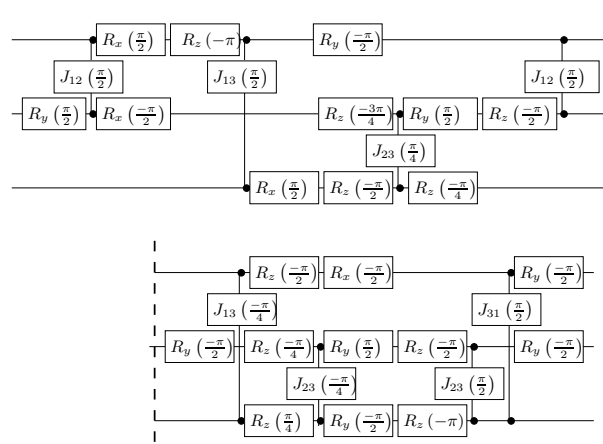 R_x (π/2) R_z (−π) R_y (−π/2)
J_12 (π/2) J_13 (π/2) J_12 (π/2)
R_y (π/2) R_x (−π/2) R_z (−3π/4) R_y (π/2) R_z (−π/2)
J_23 (π/4)
R_x (π/2) R_z (−π/2) R_z (−π/4)
R_z (−π/2) R_x (−π/2) R_y (−π/2)
J_13 (−π/4) J_31 (π/2)
R_y (−π/2) R_z (−π/4) R_y (π/2) R_z (−π/2) R_y (−π/2)
J_23 (−π/4) J_23 (π/2)
R_z (π/4) R_y (−π/2) R_z (−π)